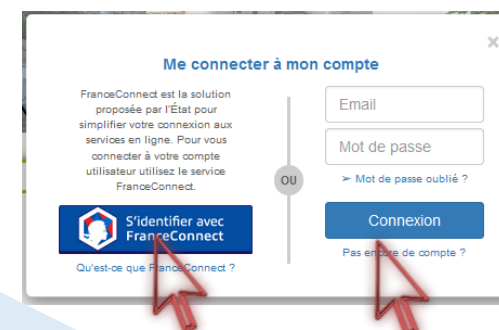 ×
Me connecter à mon compte
FranceConnect est la solution
proposée par l'État pour
simplifier votre connexion aux
services en ligne. Pour vous
connecter à votre compte
utilisateur utilisez le service
FranceConnect.
S'identifier avec
FranceConnect
Qu'est-ce que FranceConnect ?
OU
Email
Mot de passe
➢ Mot de passe oublié ?
Connexion
Pas encore de compte ?